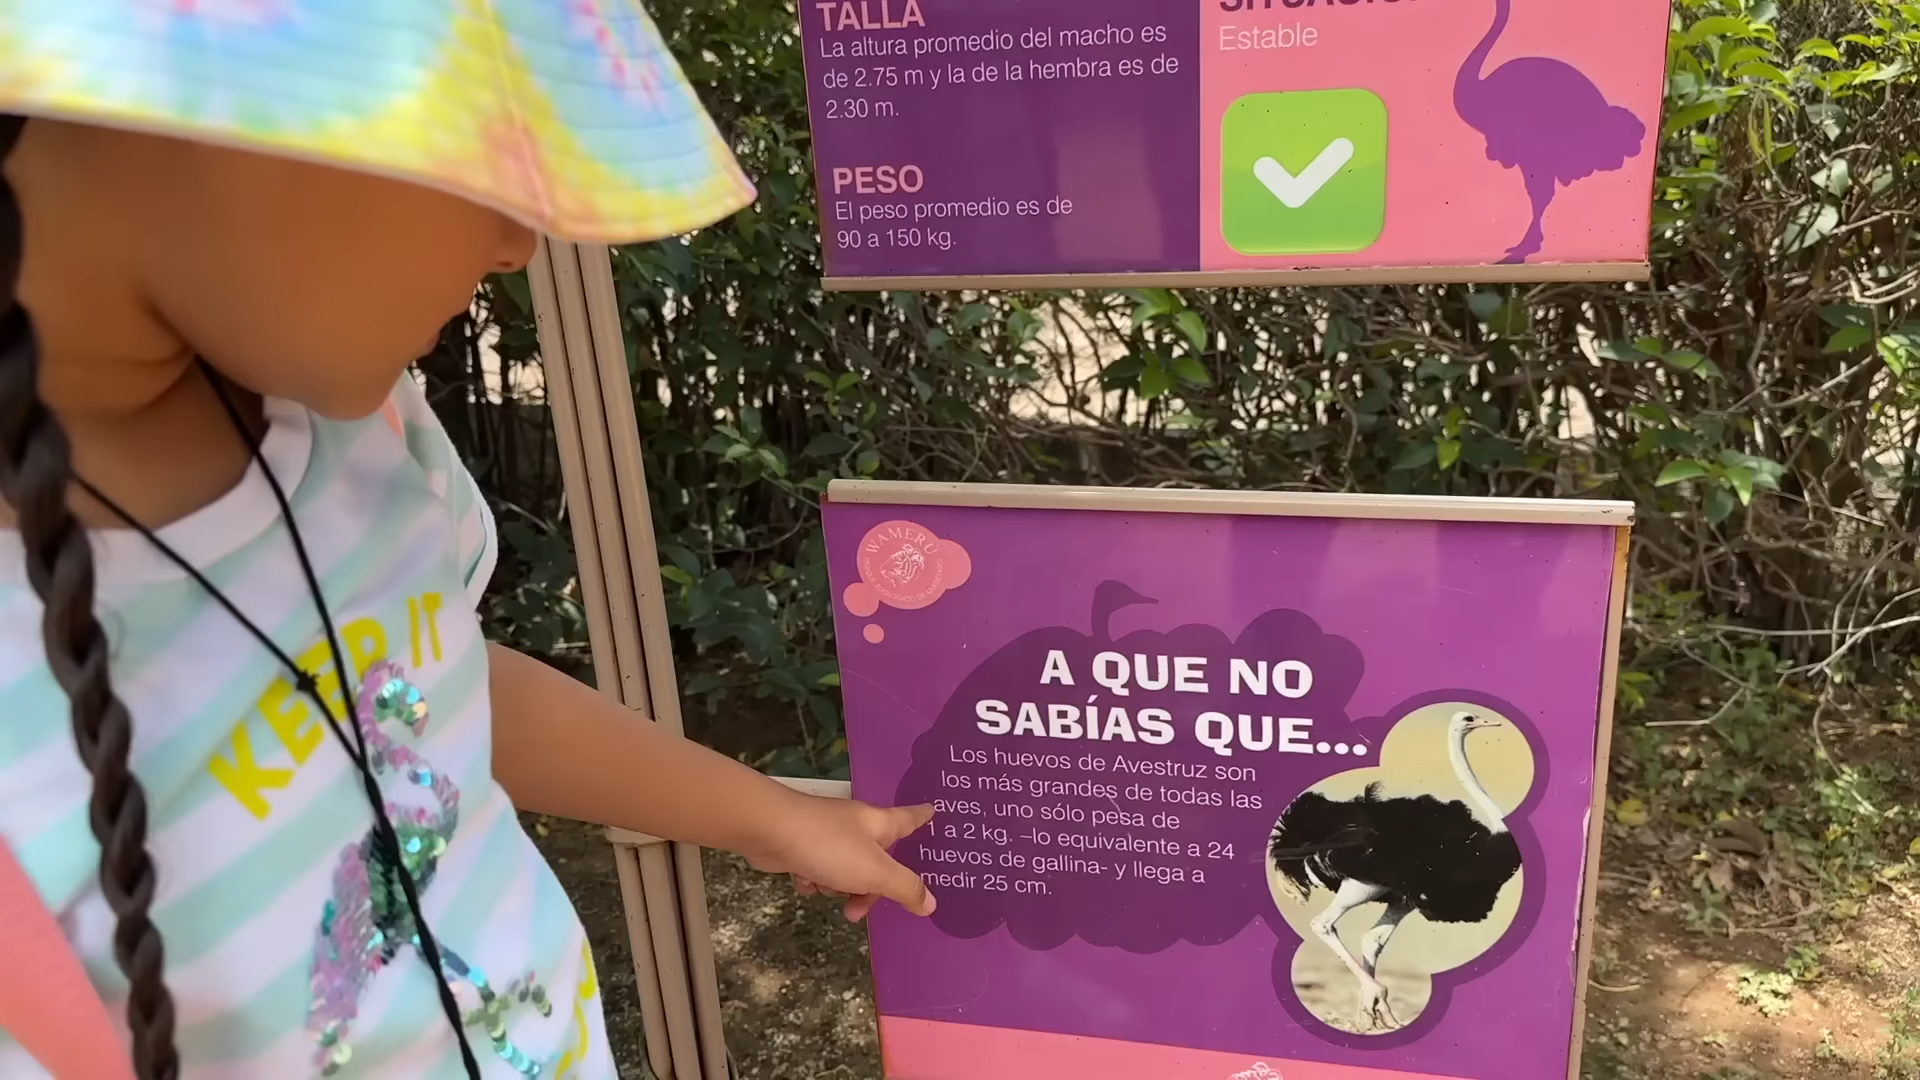 TALLA
La altura promedio del macho es
de 2.75 m y la de la hembra es de
2.30 m.
PESO
El peso promedio es de
90 a 150 kg.
Estable
WAMERU
A QUE NO
SABÍAS QUE...
Los huevos de Avestruz son
los más grandes de todas las
aves, uno sólo pesa de
1 a 2 kg. –lo equivalente a 24
huevos de gallina- y llega a
medir 25 cm.
KEEP IT